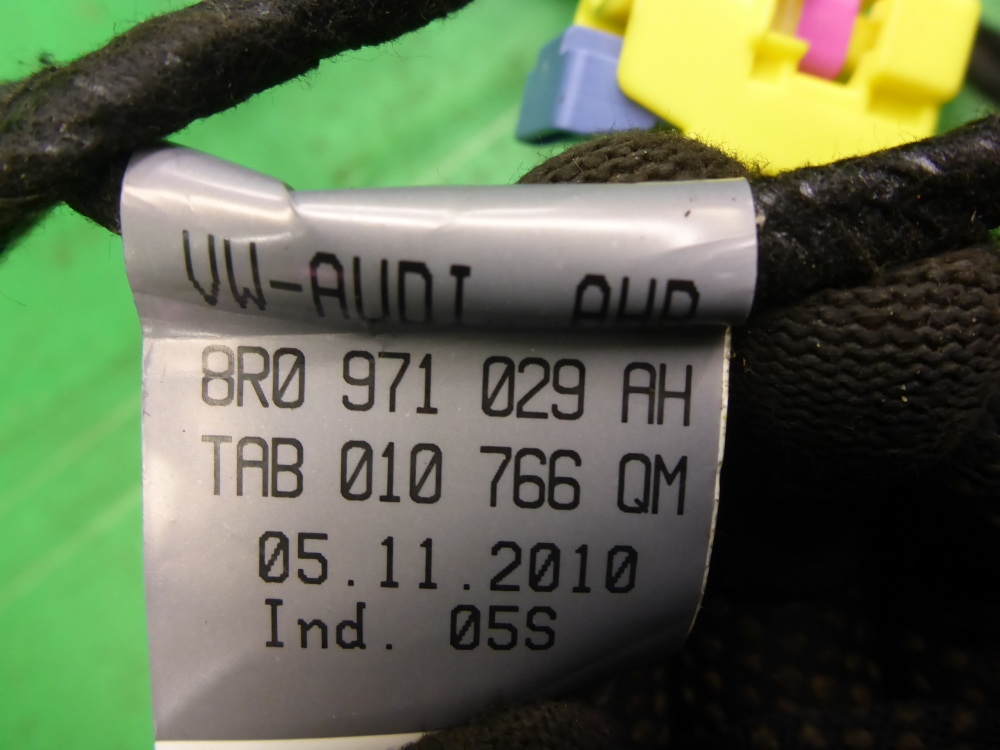 VW-AUDI
8R0 971 029 AH
TAB 010 766 QM
05.11.2010
Ind. 05S